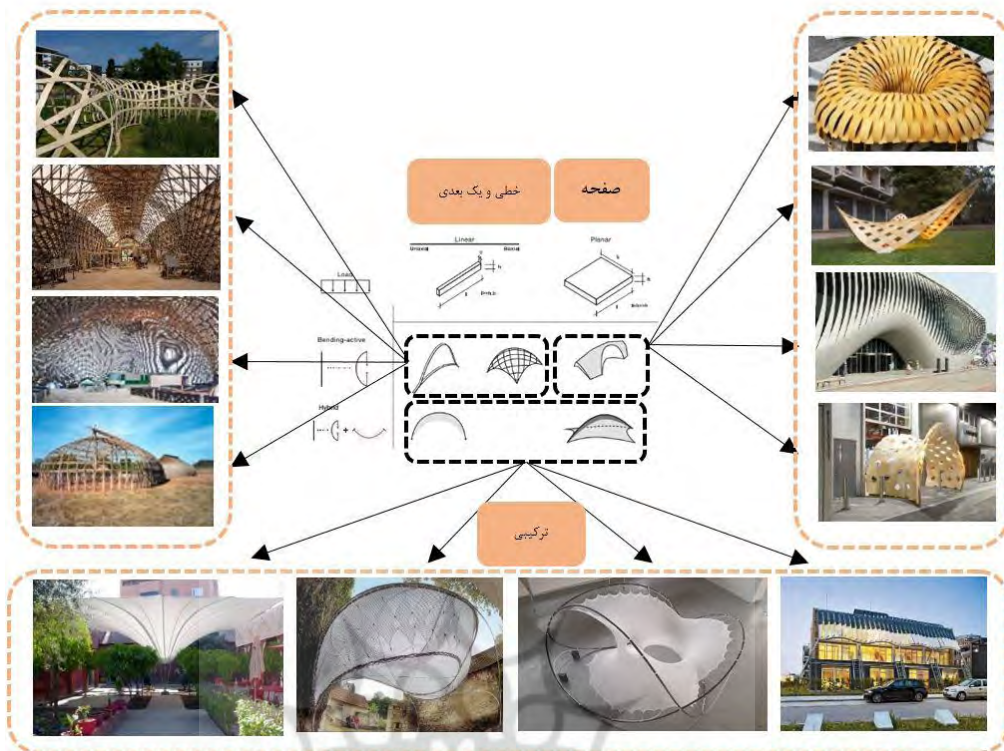 خطی و یک بعدی
صفحه
Linear
Planar
Load
Bending-active
Hybrid
ترکیبی